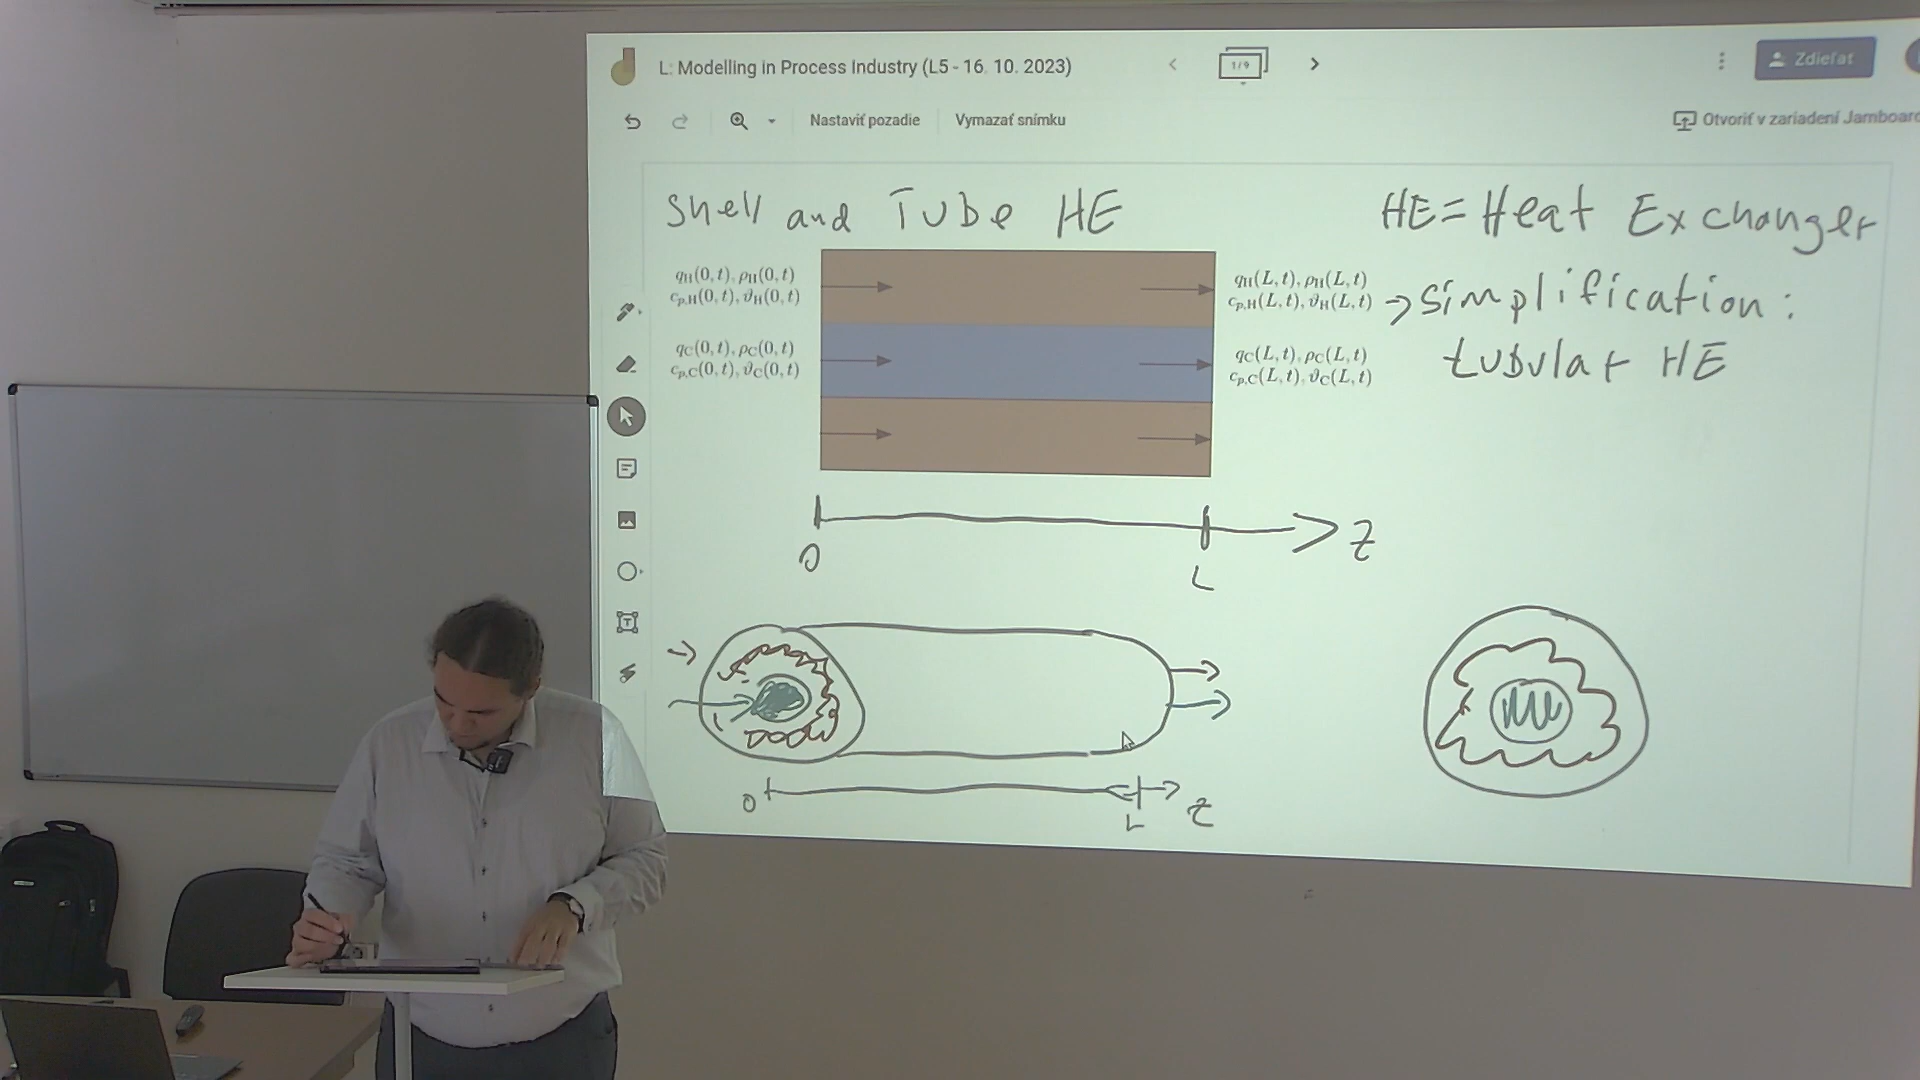 L: Modelling in Process Industry (L5 - 16. 10. 2023)
1/9
Zdieľať
Nastaviť pozadie
Vymazať snímku
Otvoriť v zariadení Jamboard
Shell and Tube HE
HE = Heat Exchanger
→ simplification:
tubular HE
qH(0, t), ρH(0, t)
cp,H(0, t), ϑH(0, t)
qC(0, t), ρC(0, t)
cp,C(0, t), ϑC(0, t)
qH(L, t), ρH(L, t)
cp,H(L, t), ϑH(L, t)
qC(L, t), ρC(L, t)
cp,C(L, t), ϑC(L, t)
0
L
z
0
L
z